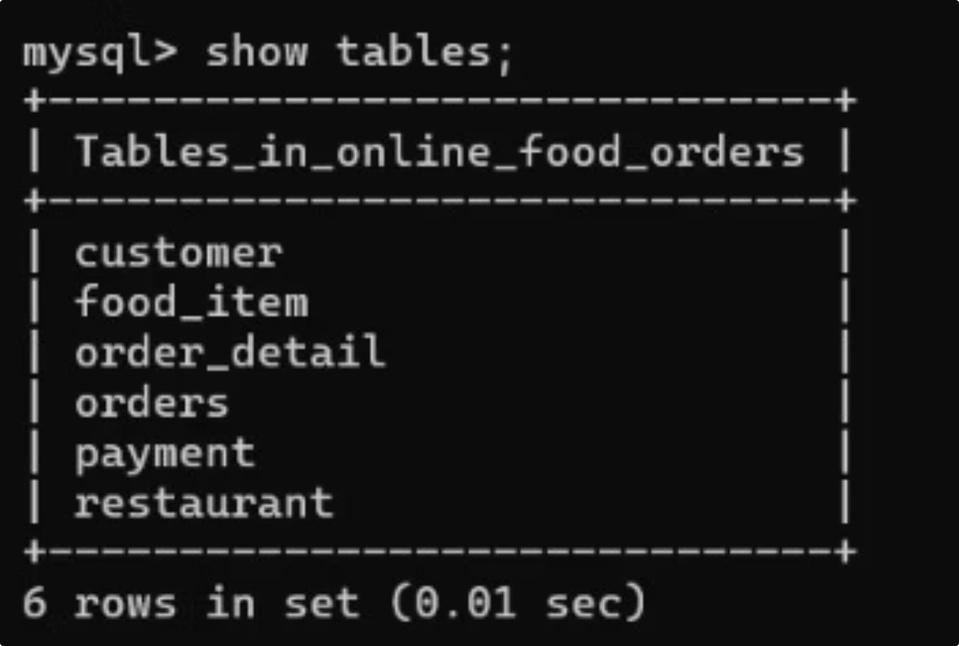 mysql> show tables;
+------------------------------+
| Tables_in_online_food_orders |
+------------------------------+
| customer                     |
| food_item                    |
| order_detail                 |
| orders                       |
| payment                      |
| restaurant                   |
+------------------------------+
6 rows in set (0.01 sec)